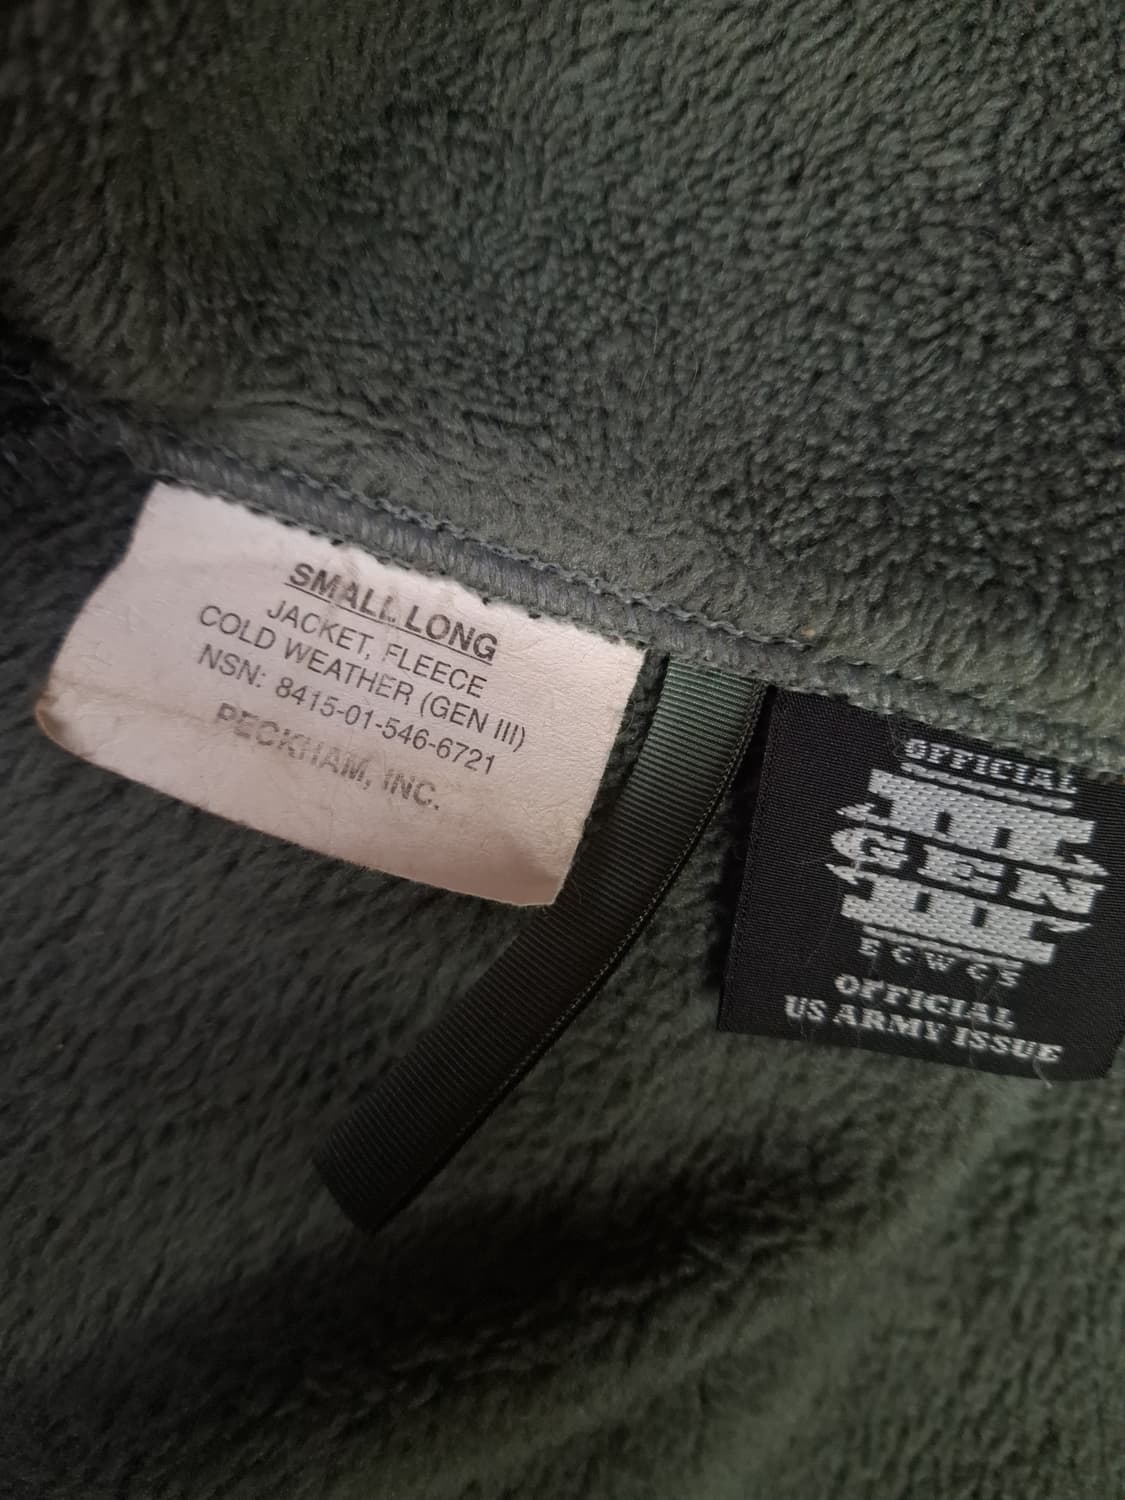 SMALL LONG
JACKET, FLEECE
COLD WEATHER (GEN III)
NSN: 8415-01-546-6721
PECKHAM, INC.
OFFICIAL
III
GEN
ECWCS
OFFICIAL
US ARMY ISSUE